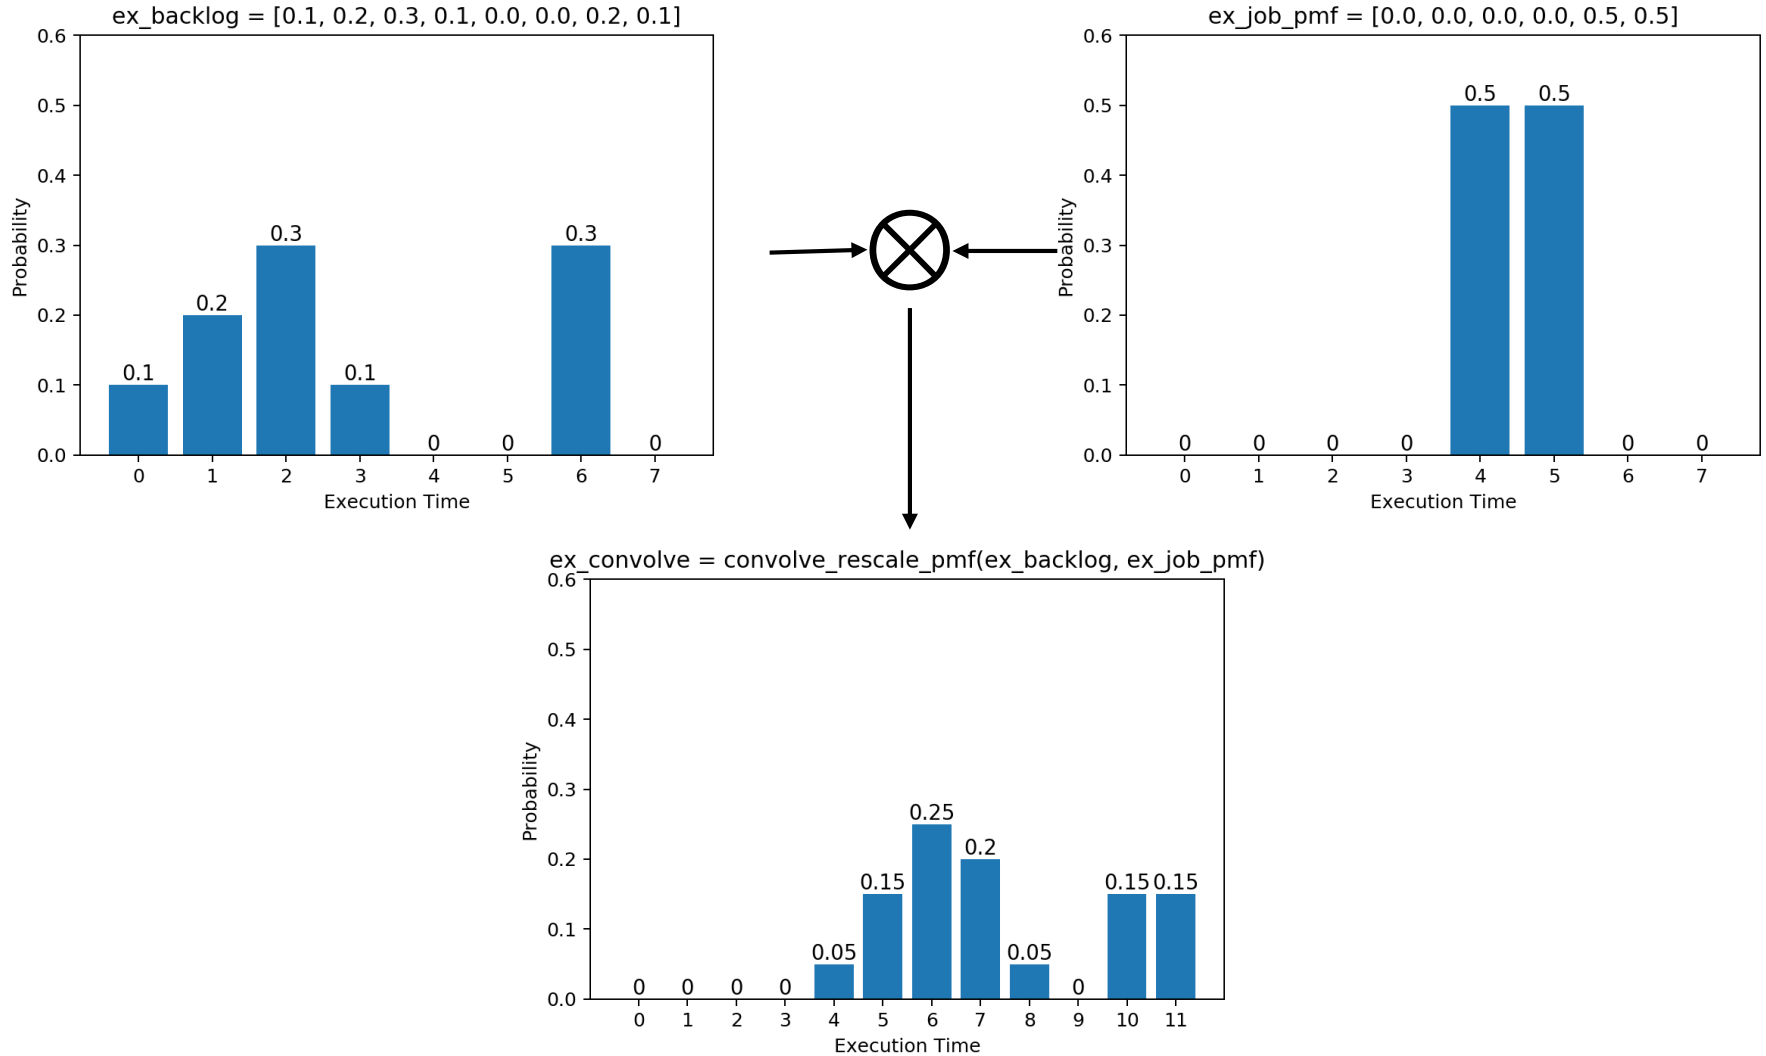 ex_backlog = [0.1, 0.2, 0.3, 0.1, 0.0, 0.0, 0.2, 0.1]
0.6
0.5
0.4
0.3
0.2
0.1
0.0
Probability
0.1 0.2 0.3 0.1 0 0 0.3 0
0 1 2 3 4 5 6 7
Execution Time
ex_job_pmf = [0.0, 0.0, 0.0, 0.0, 0.5, 0.5]
0.6
0.5
0.4
0.3
0.2
0.1
0.0
Probability
0 0 0 0 0.5 0.5 0 0
0 1 2 3 4 5 6 7
Execution Time
ex_convolve = convolve_rescale_pmf(ex_backlog, ex_job_pmf)
0.6
0.5
0.4
0.3
0.2
0.1
0.0
Probability
0 0 0 0 0.05 0.15 0.25 0.2 0.05 0 0.15 0.15
0 1 2 3 4 5 6 7 8 9 10 11
Execution Time